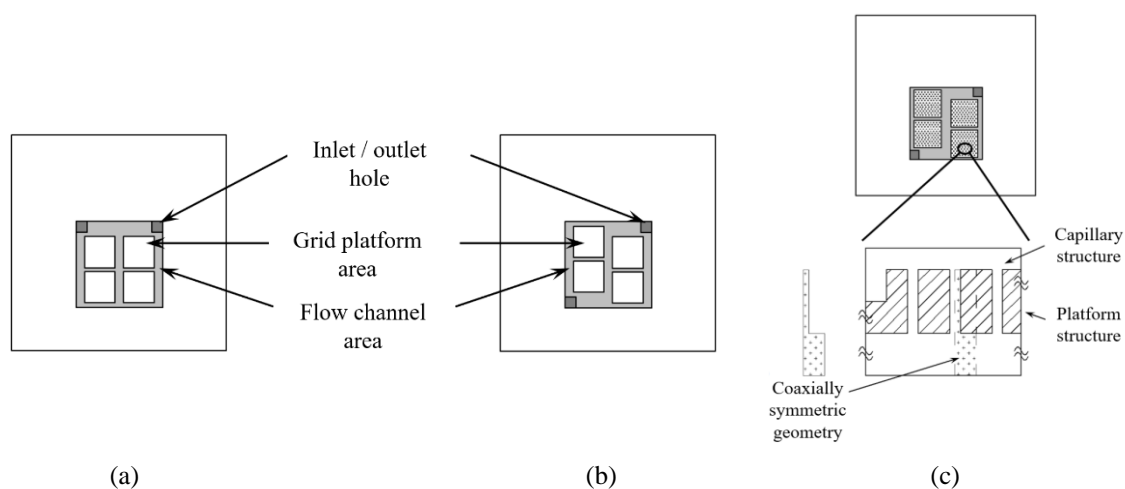 Inlet / outlet
hole
Grid platform
area
Flow channel
area
Capillary
structure
Platform
structure
Coaxially
symmetric
geometry
(a)
(b)
(c)